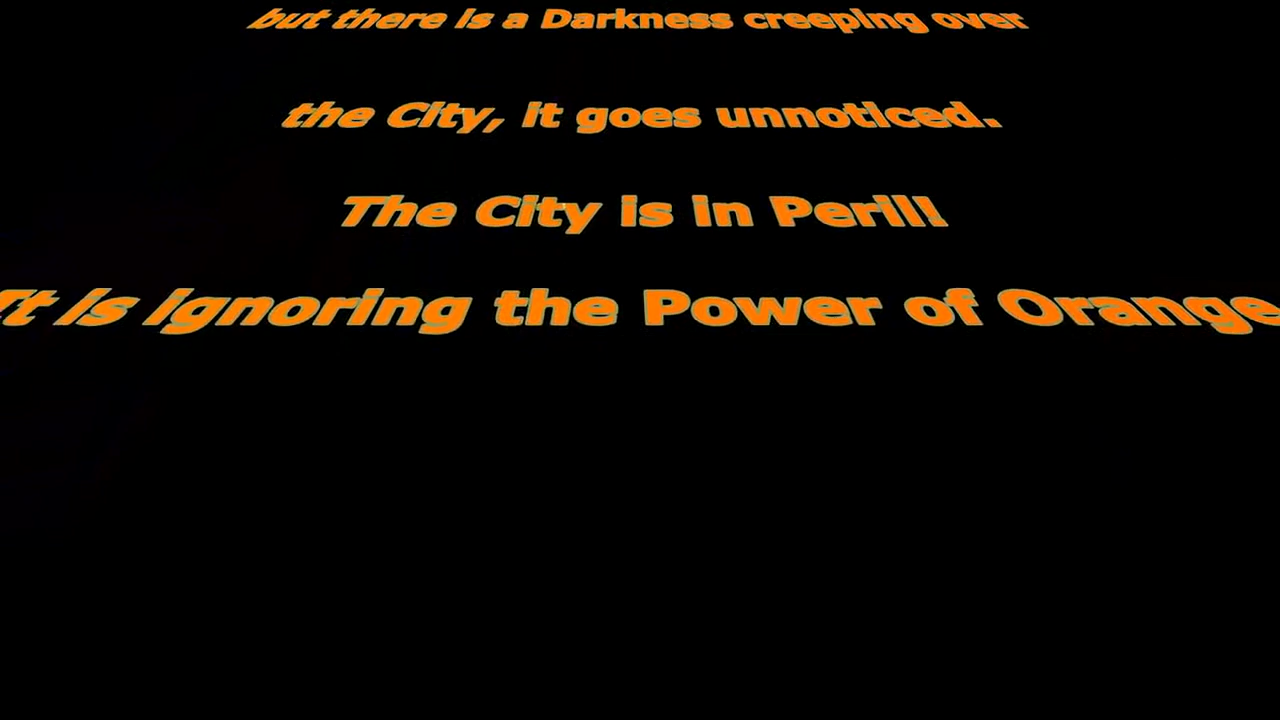 but there is a Darkness creeping over
the City, it goes unnoticed.
The City is in Peril!
It is ignoring the Power of Orange